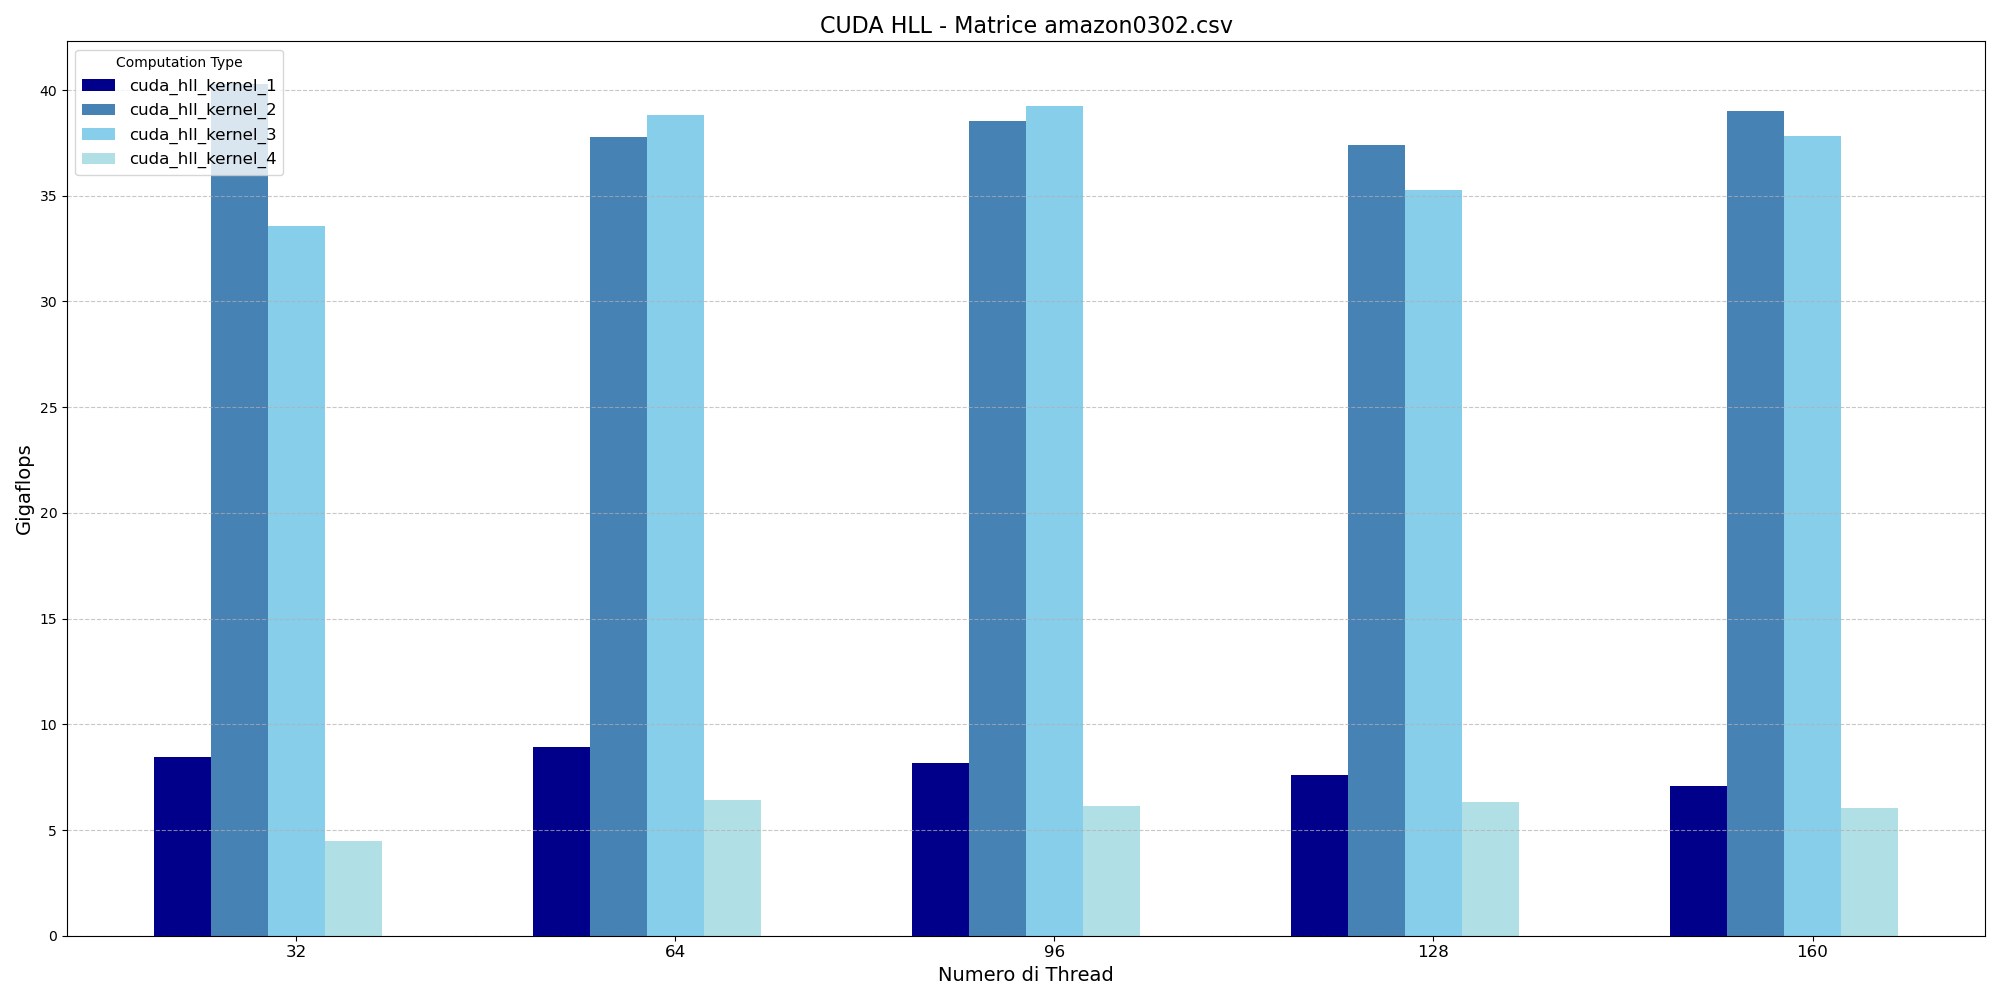 CUDA HLL - Matrice amazon0302.csv
Computation Type
cuda_hll_kernel_1
cuda_hll_kernel_2
cuda_hll_kernel_3
cuda_hll_kernel_4
Gigaflops
40
35
30
25
20
15
10
5
0
32 64 96 128 160
Numero di Thread